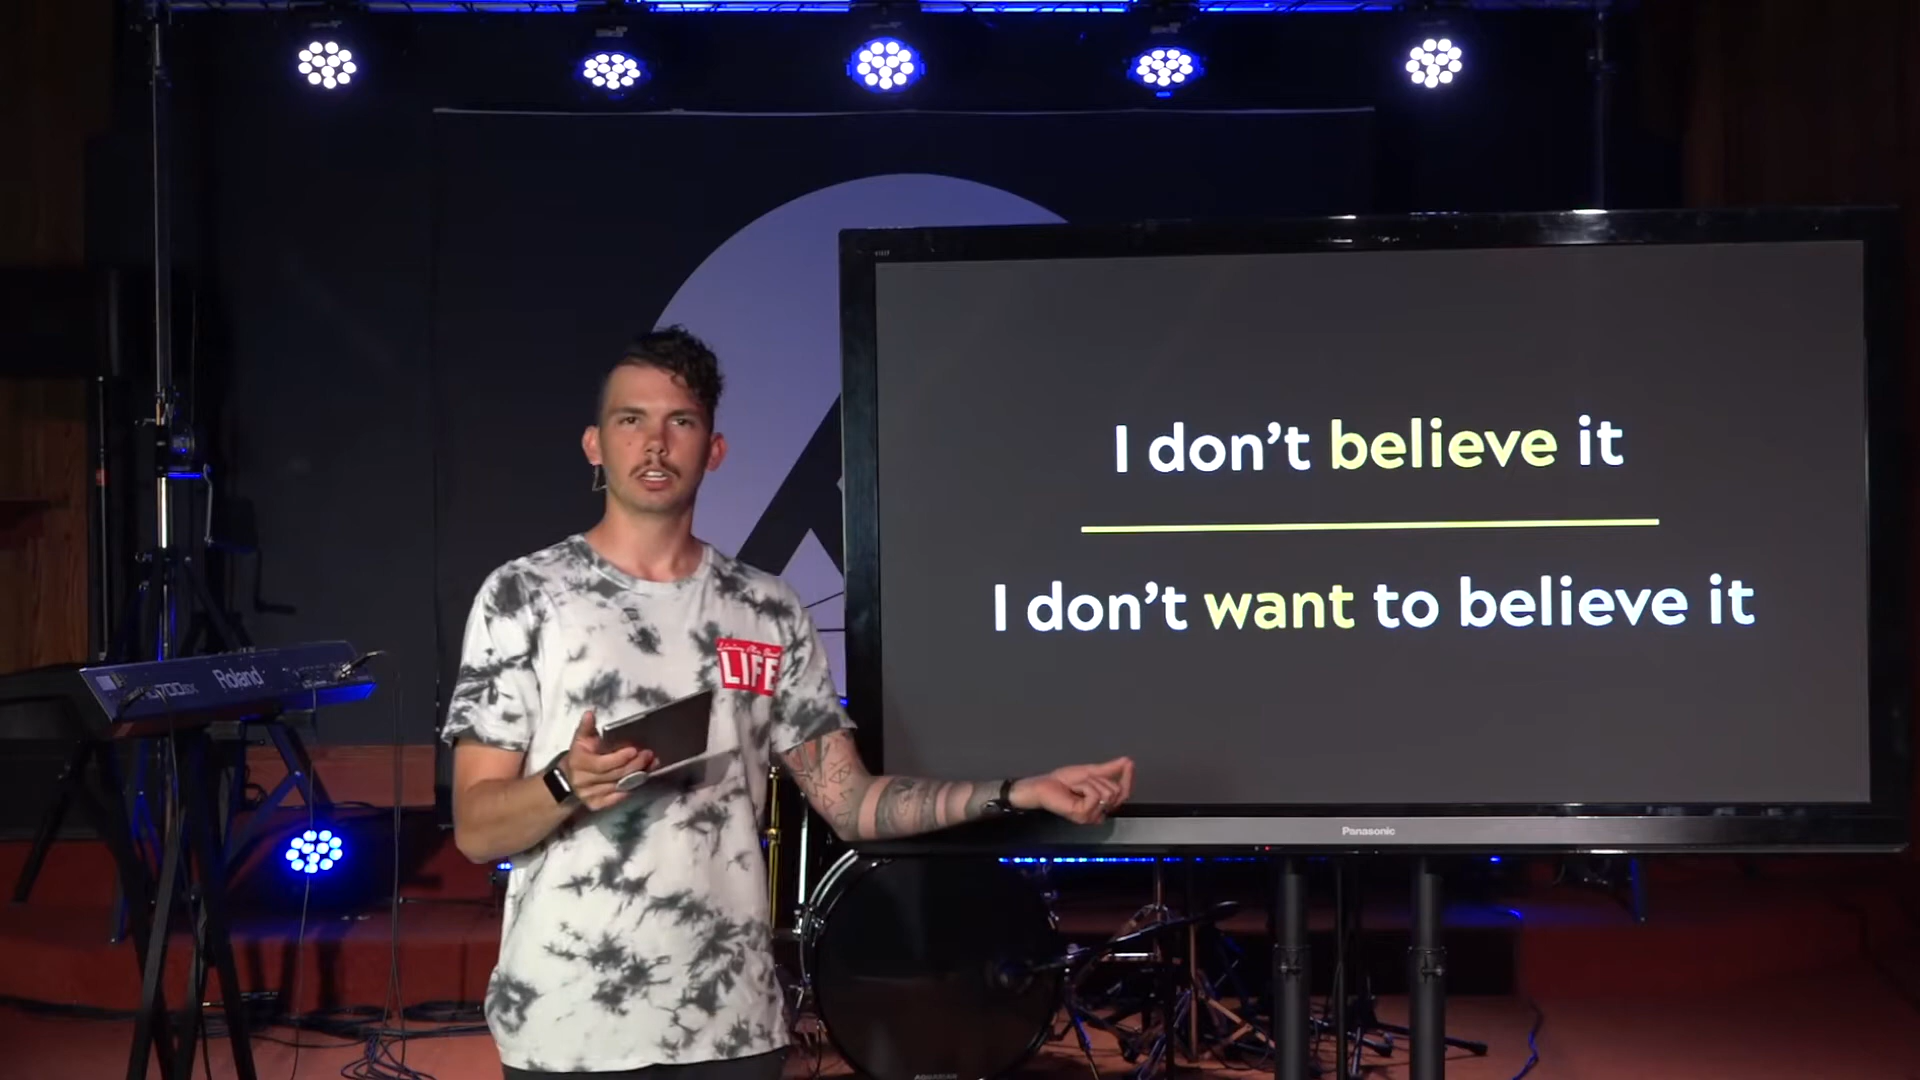 I don't believe it
I don't want to believe it
LIFE
Roland
Panasonic